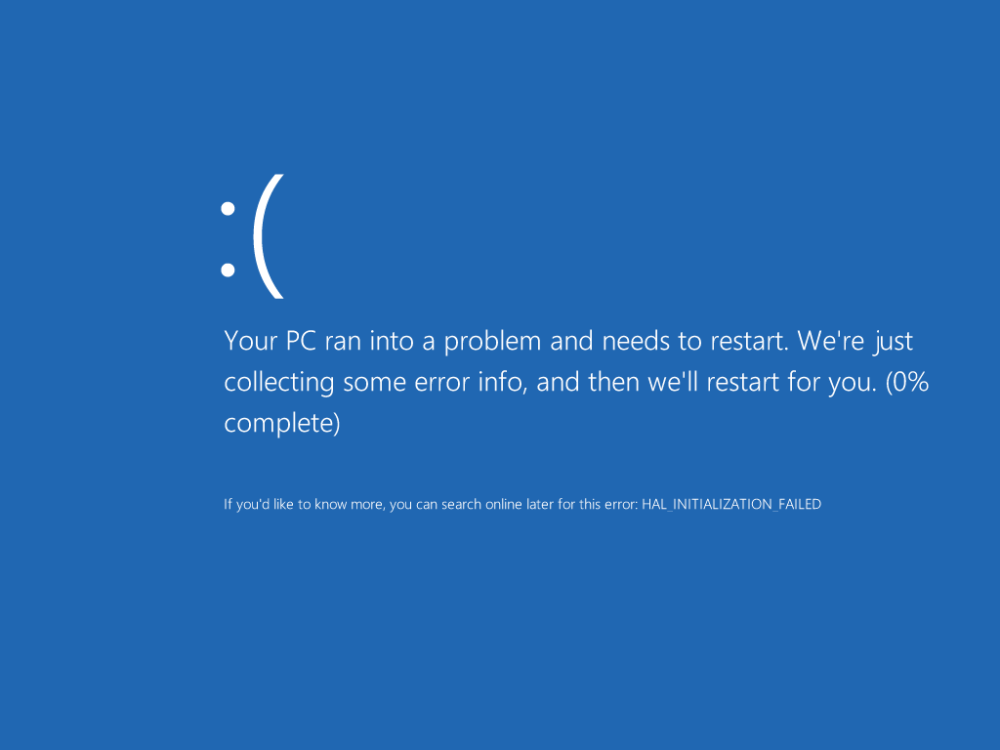 :(
Your PC ran into a problem and needs to restart. We're just
collecting some error info, and then we'll restart for you. (0%
complete)
If you'd like to know more, you can search online later for this error: HAL_INITIALIZATION_FAILED